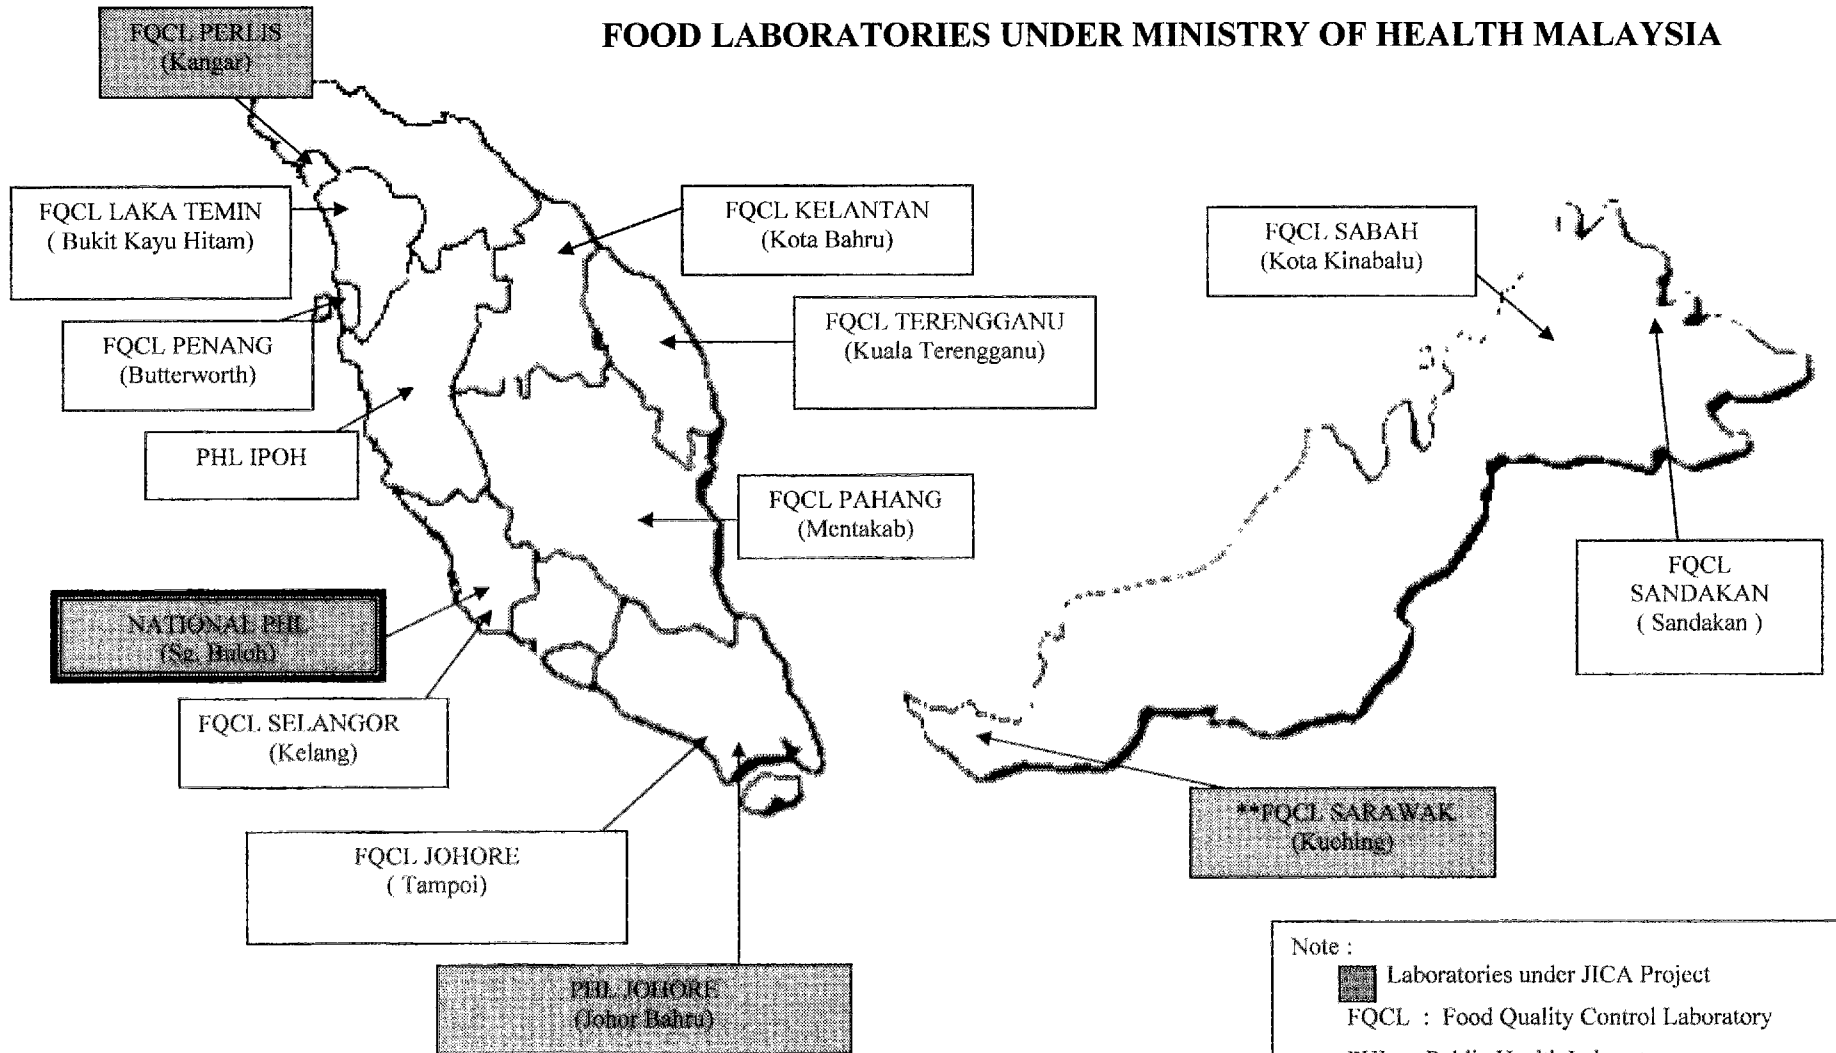 FOOD LABORATORIES UNDER MINISTRY OF HEALTH MALAYSIA
FQCL PERLIS
(Kangar)
FQCL LAKA TEMIN
( Bukit Kayu Hitam)
FQCL PENANG
(Butterworth)
PHL IPOH
FQCL KELANTAN
(Kota Bahru)
FQCL TERENGGANU
(Kuala Terengganu)
FQCL PAHANG
(Mentakab)
NATIONAL PHL
(Sg. Buloh)
FQCL SELANGOR
(Kelang)
FQCL JOHORE
( Tampoi)
PHL JOHORE
(Johor Bahru)
FQCL SABAH
(Kota Kinabalu)
FQCL
SANDAKAN
( Sandakan )
**FQCL SARAWAK
(Kuching)
Note :
Laboratories under JICA Project
FQCL : Food Quality Control Laboratory